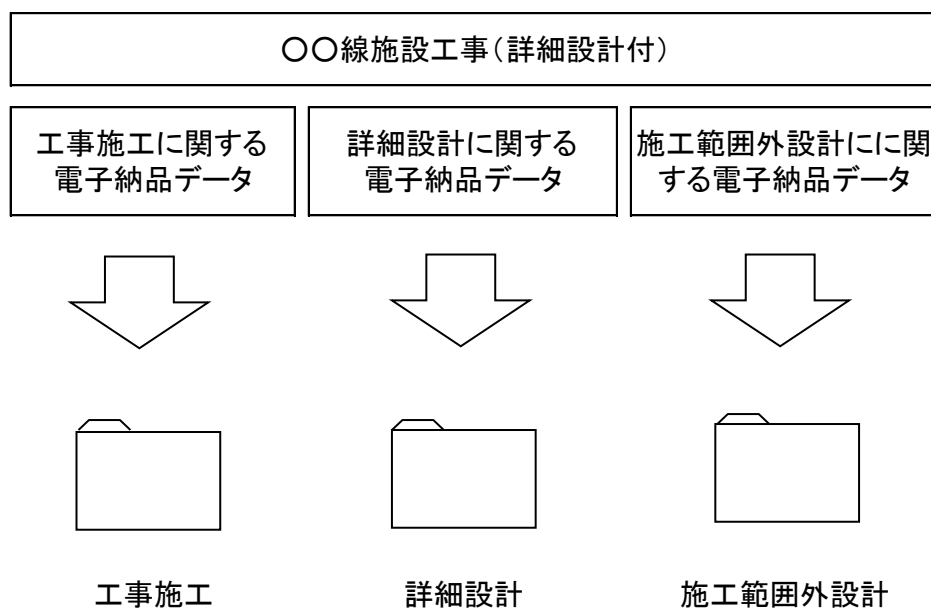 〇〇線施設工事（詳細設計付）
工事施工に関する
電子納品データ
詳細設計に関する
電子納品データ
施工範囲外設計にに関
する電子納品データ
工事施工
詳細設計
施工範囲外設計